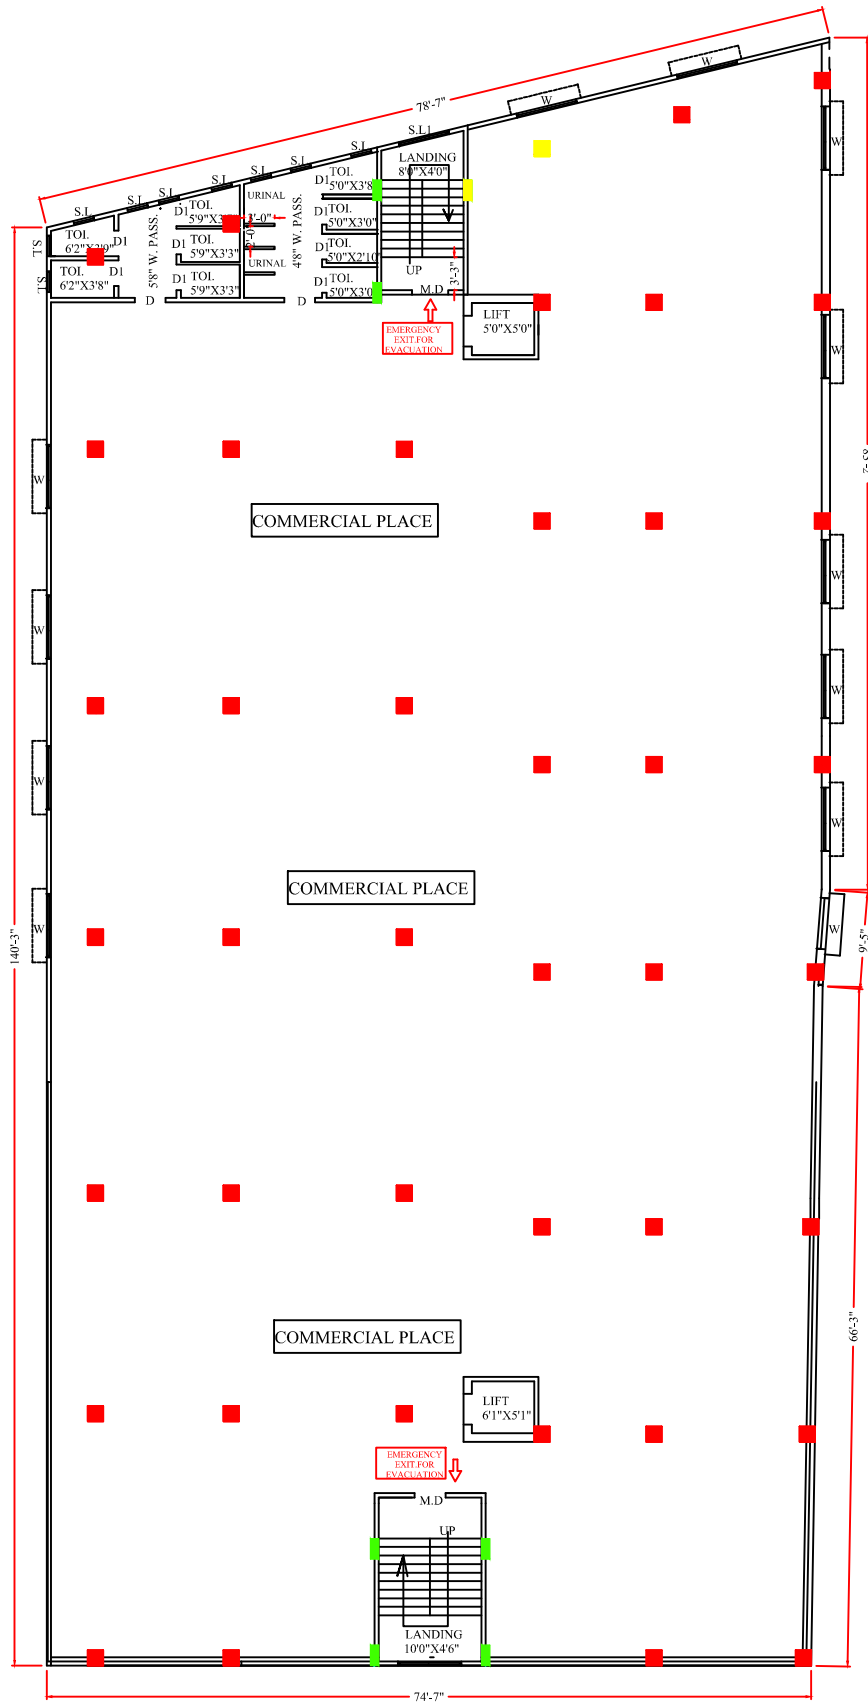 78'-7"
W
W
S.L1
S.L
S.L
S.L
S.L
S.L
S.L
S.L
LANDING
8'0"X4'0"
W
TOI.
5'0"X3'8
D1
URINAL
TOI.
D1
5'9"X3'
3'-0"
TOI.
5'0"X3'0"
D1
5'8" W. PASS.
4'8" W. PASS.
TOI.
6'2"X3'9"
D1
S.L
TOI.
5'9"X3'3"
D1
TOI.
5'0"X2'10"
D1
URINAL
UP
3'-3"
TOI.
6'2"X3'8"
D1
S.L
TOI.
5'9"X3'3"
D1
TOI.
5'0"X3'0
D1
M.D
D
D
LIFT
5'0"X5'0"
EMERGENCY
EXIT.FOR
EVACUATION
W
W
COMMERCIAL PLACE
W
W
W
W
W
COMMERCIAL PLACE
W
W
140'-3"
9'-5"
66'-3"
COMMERCIAL PLACE
LIFT
6'1"X5'1"
EMERGENCY
EXIT.FOR
EVACUATION
M.D
UP
LANDING
10'0"X4'6"
74'-7"